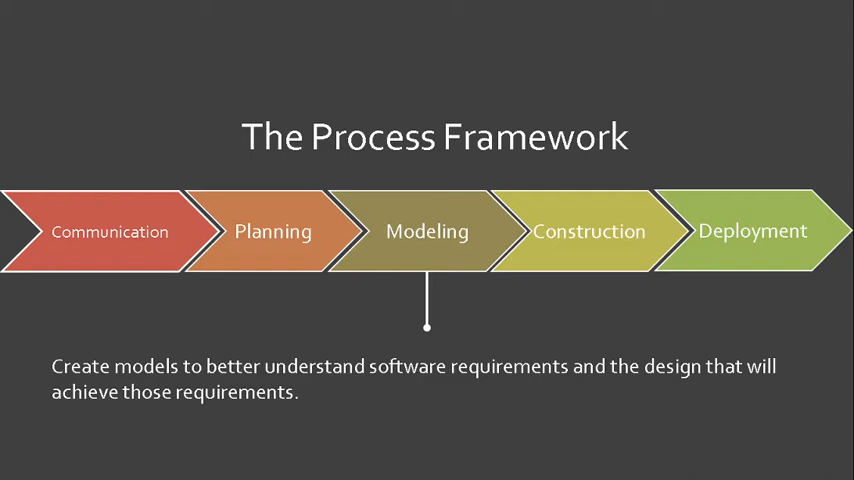 The Process Framework
Communication
Planning
Modeling
Construction
Deployment
Create models to better understand software requirements and the design that will
achieve those requirements.